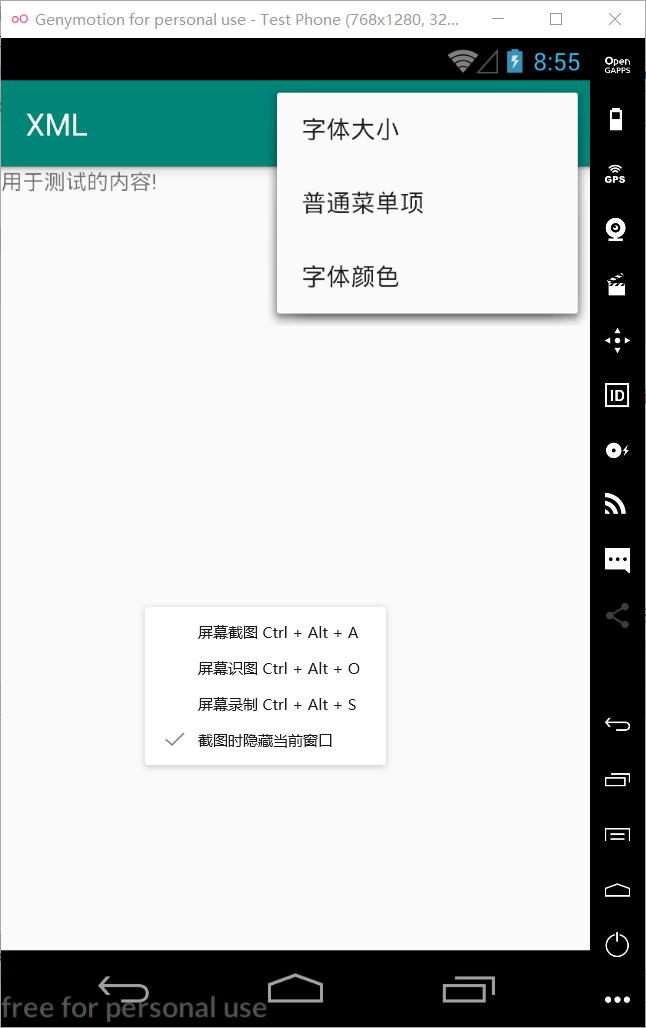 Genymotion for personal use - Test Phone (768x1280, 32...
8:55
Open
GAPPS
XML
字体大小
用于测试的内容!
普通菜单项
GPS
字体颜色
ID
屏幕截图 Ctrl + Alt + A
屏幕识图 Ctrl + Alt + O
屏幕录制 Ctrl + Alt + S
截图时隐藏当前窗口
free for personal use